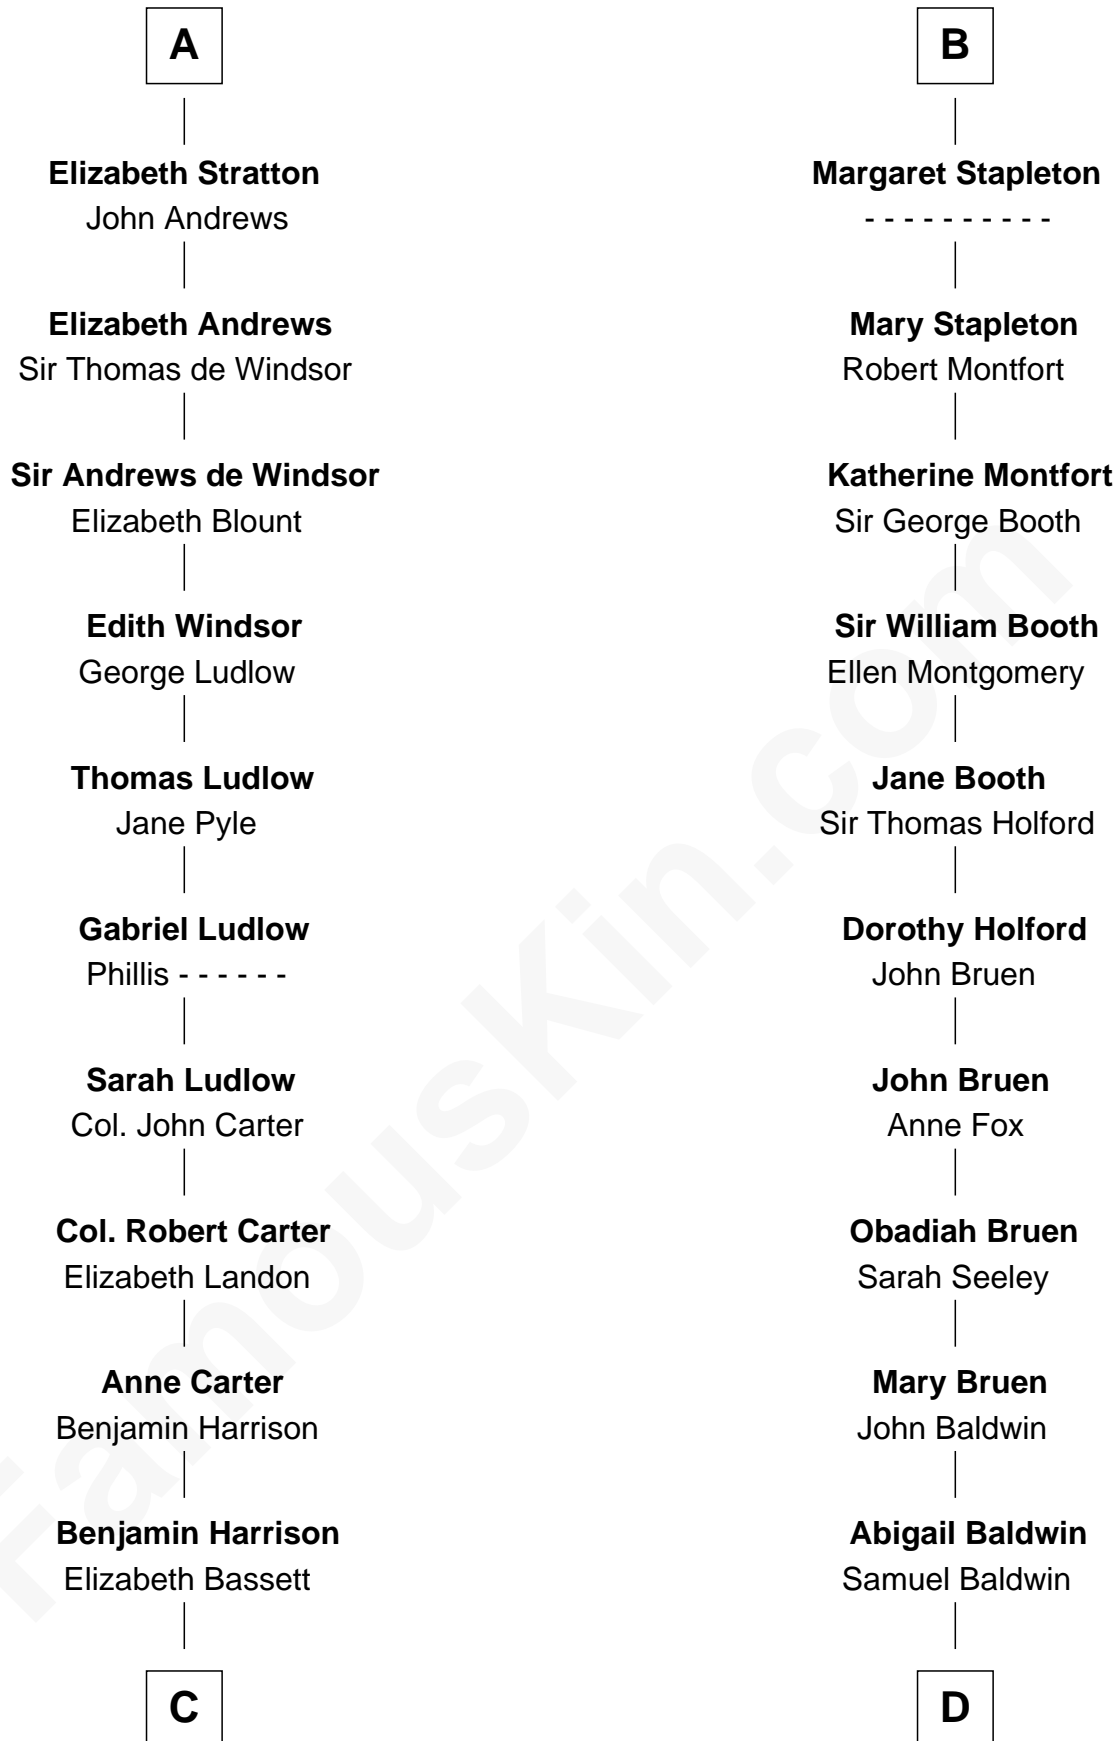 A
Elizabeth Stratton
John Andrews
Elizabeth Andrews
Sir Thomas de Windsor
Sir Andrews de Windsor
Elizabeth Blount
Edith Windsor
George Ludlow
Thomas Ludlow
Jane Pyle
Gabriel Ludlow
Phillis - - - - - -
Sarah Ludlow
Col. John Carter
Col. Robert Carter
Elizabeth Landon
Anne Carter
Benjamin Harrison
Benjamin Harrison
Elizabeth Bassett
C
B
Margaret Stapleton
- - - - - - - - - -
Mary Stapleton
Robert Montfort
Katherine Montfort
Sir George Booth
Sir William Booth
Ellen Montgomery
Jane Booth
Sir Thomas Holford
Dorothy Holford
John Bruen
John Bruen
Anne Fox
Obadiah Bruen
Sarah Seeley
Mary Bruen
John Baldwin
Abigail Baldwin
Samuel Baldwin
D
FamousKin.com